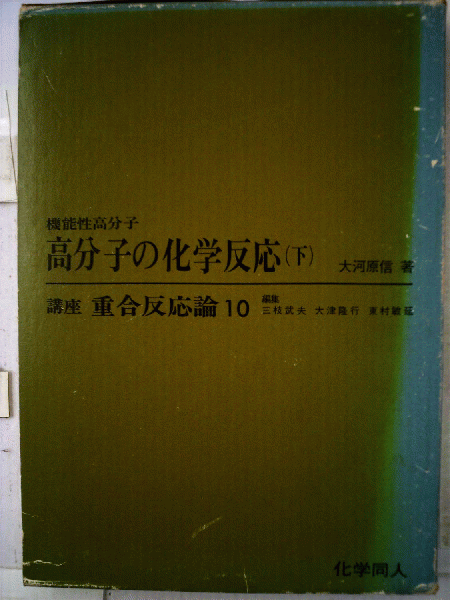 機能性高分子
高分子の化学反応(下) 大河原信 著
講座 重合反応論 10 編集 三枝武夫 大津隆行 東村敏延
化学同人